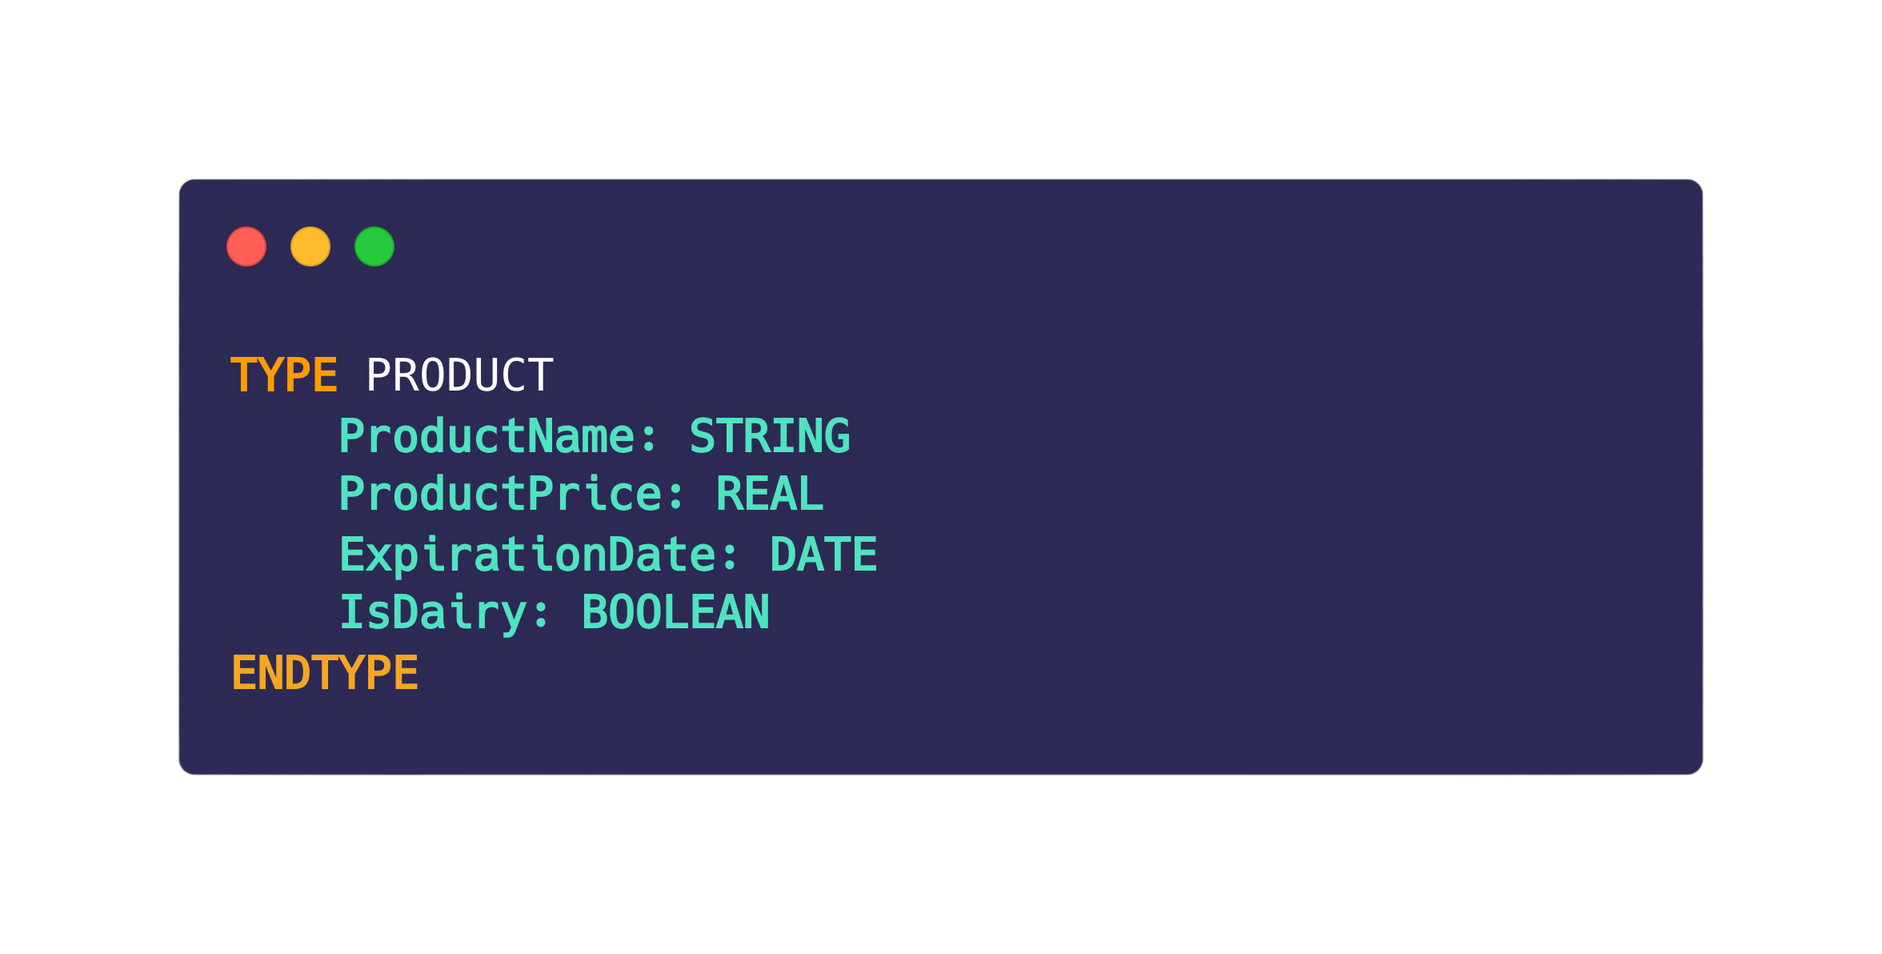 TYPE PRODUCT
    ProductName: STRING
    ProductPrice: REAL
    ExpirationDate: DATE
    IsDairy: BOOLEAN
ENDTYPE